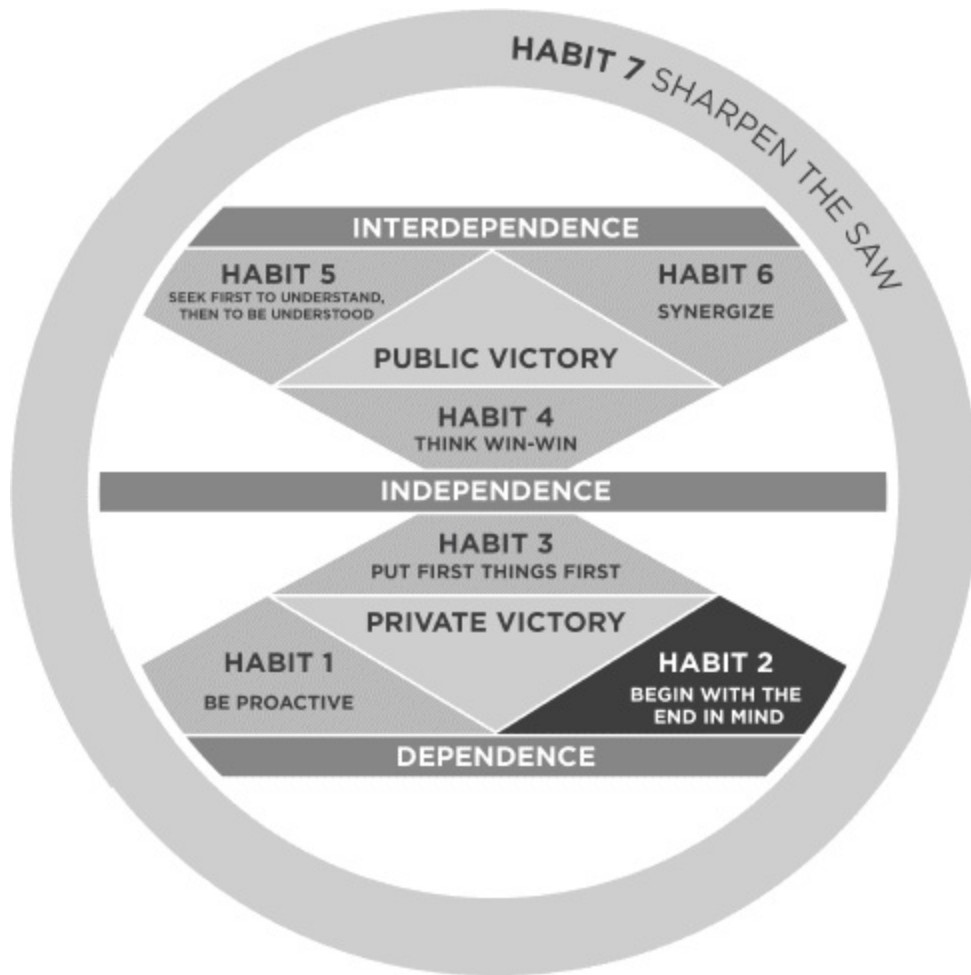 HABIT 7 SHARPEN THE SAW
INTERDEPENDENCE
HABIT 5
SEEK FIRST TO UNDERSTAND,
THEN TO BE UNDERSTOOD
HABIT 6
SYNERGIZE
PUBLIC VICTORY
HABIT 4
THINK WIN-WIN
INDEPENDENCE
HABIT 3
PUT FIRST THINGS FIRST
PRIVATE VICTORY
HABIT 1
BE PROACTIVE
HABIT 2
BEGIN WITH THE
END IN MIND
DEPENDENCE